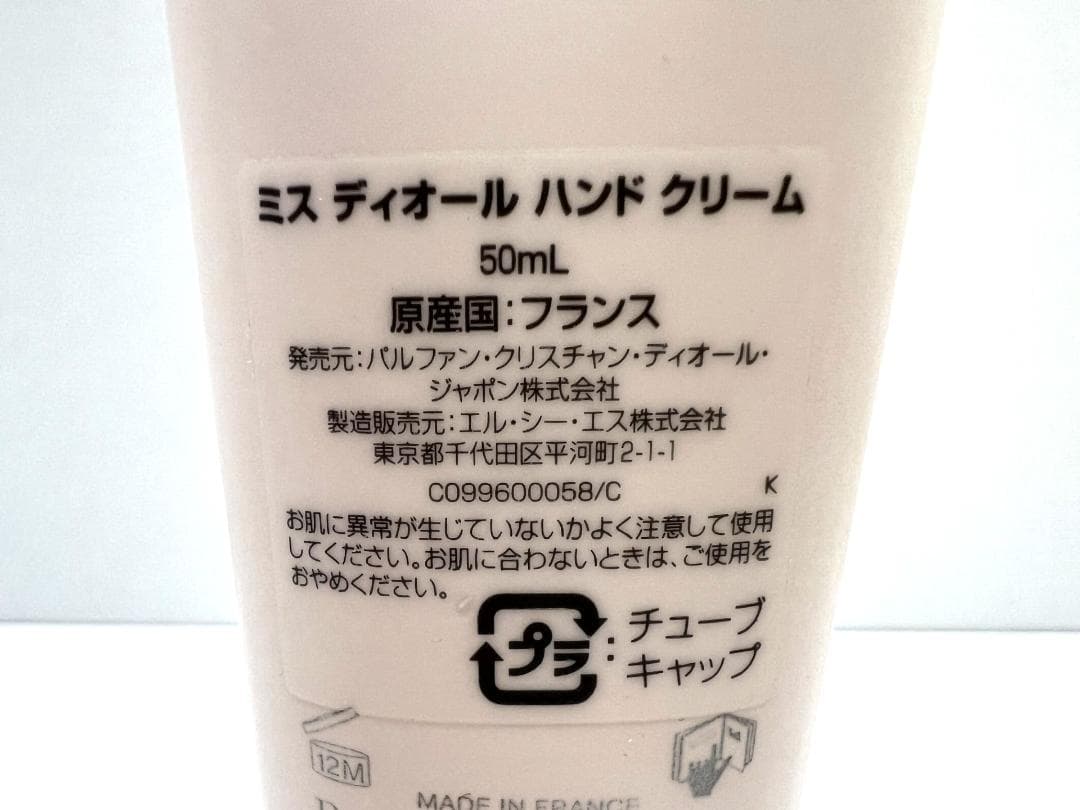 ミス ディオール ハンド クリーム
50mL
原産国:フランス
発売元:パルファン・クリスチャン・ディオール・
ジャポン株式会社
製造販売元:エル・シー・エス株式会社
東京都千代田区平河町2-1-1
C099600058/C K
お肌に異常が生じていないかよく注意して使用
してください。お肌に合わないときは、ご使用を
おやめください。
プラ : チューブ
キャップ
12M
MADE IN FRANCE